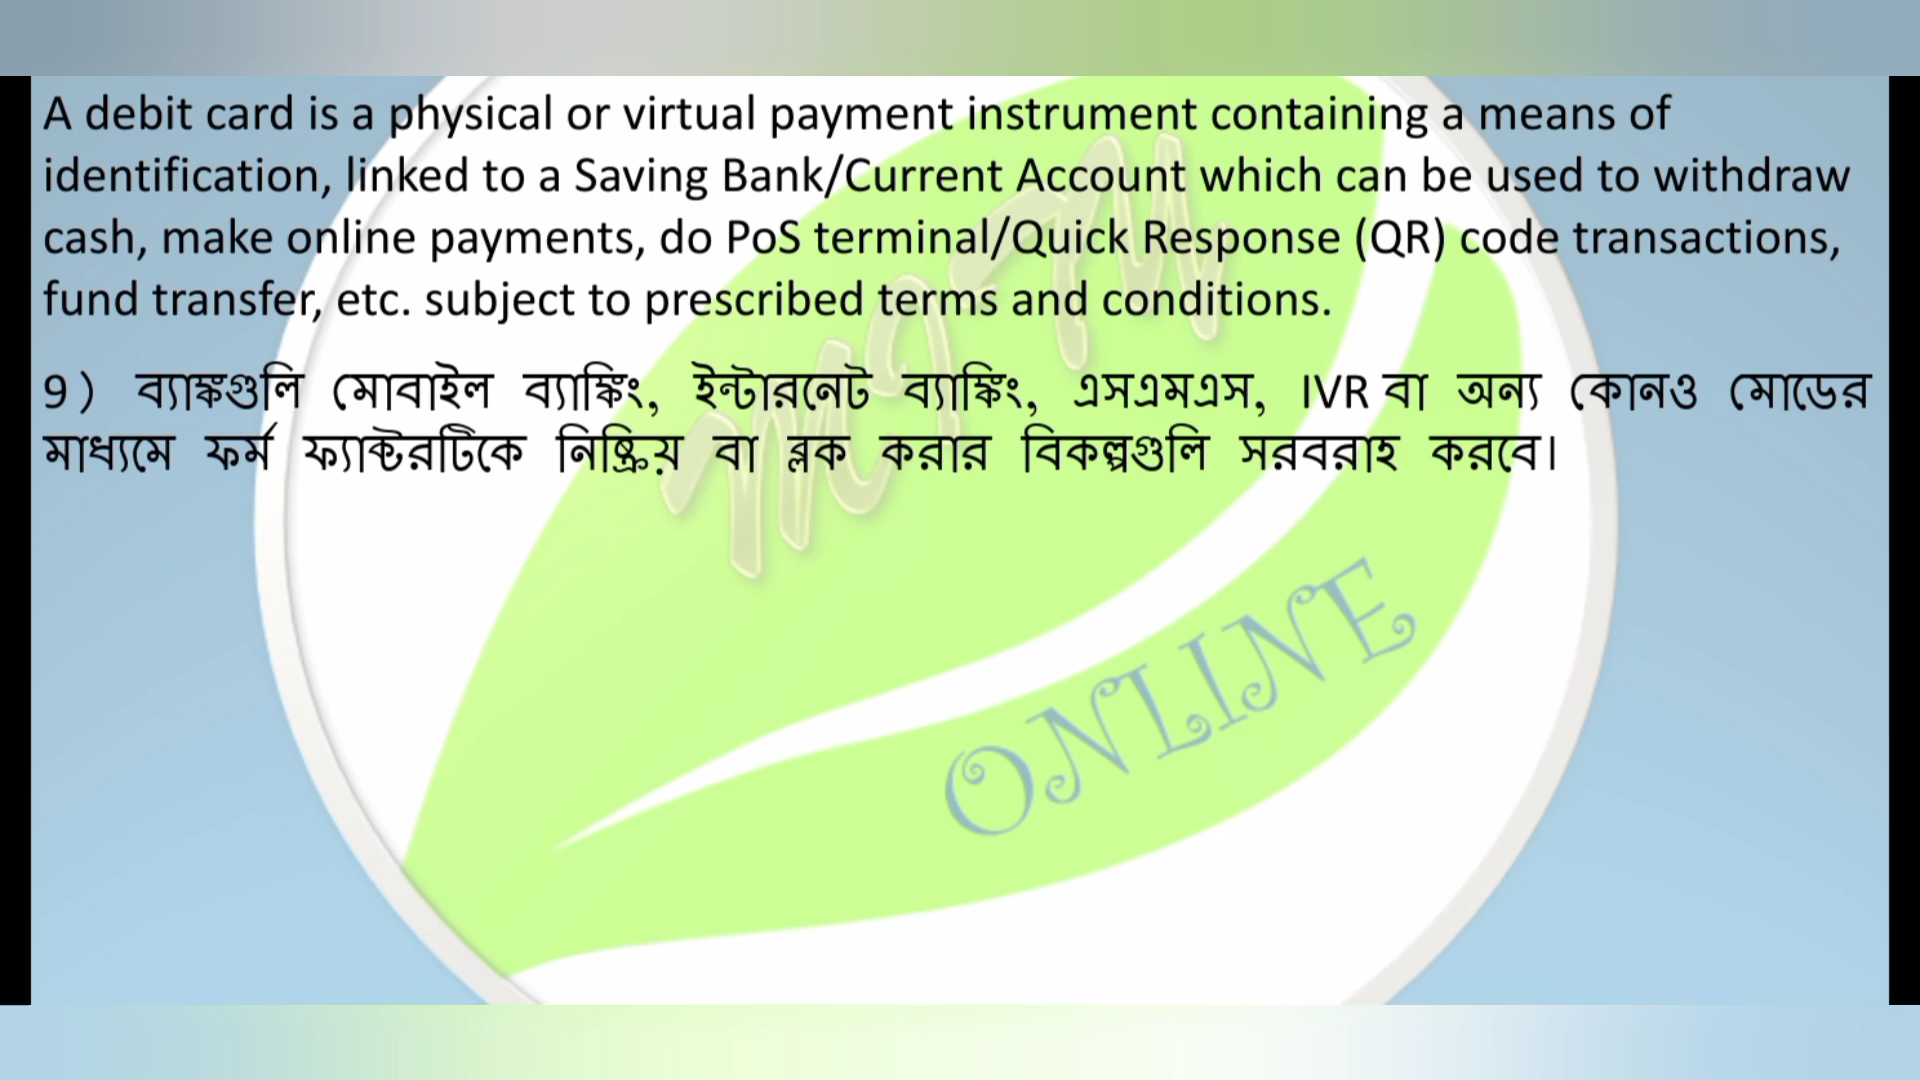 A debit card is a physical or virtual payment instrument containing a means of
identification, linked to a Saving Bank/Current Account which can be used to withdraw
cash, make online payments, do PoS terminal/Quick Response (QR) code transactions,
fund transfer, etc. subject to prescribed terms and conditions.
9) ব্যাঙ্কগুলি মোবাইল ব্যাঙ্কিং, ইন্টারনেট ব্যাঙ্কিং, এসএমএস, IVR বা অন্য কোনও মোডের
মাধ্যমে ফর্ম ফ্যাক্টরটিকে নিষ্ক্রিয় বা ব্লক করার বিকল্পগুলি সরবরাহ করবে।
ONLINE